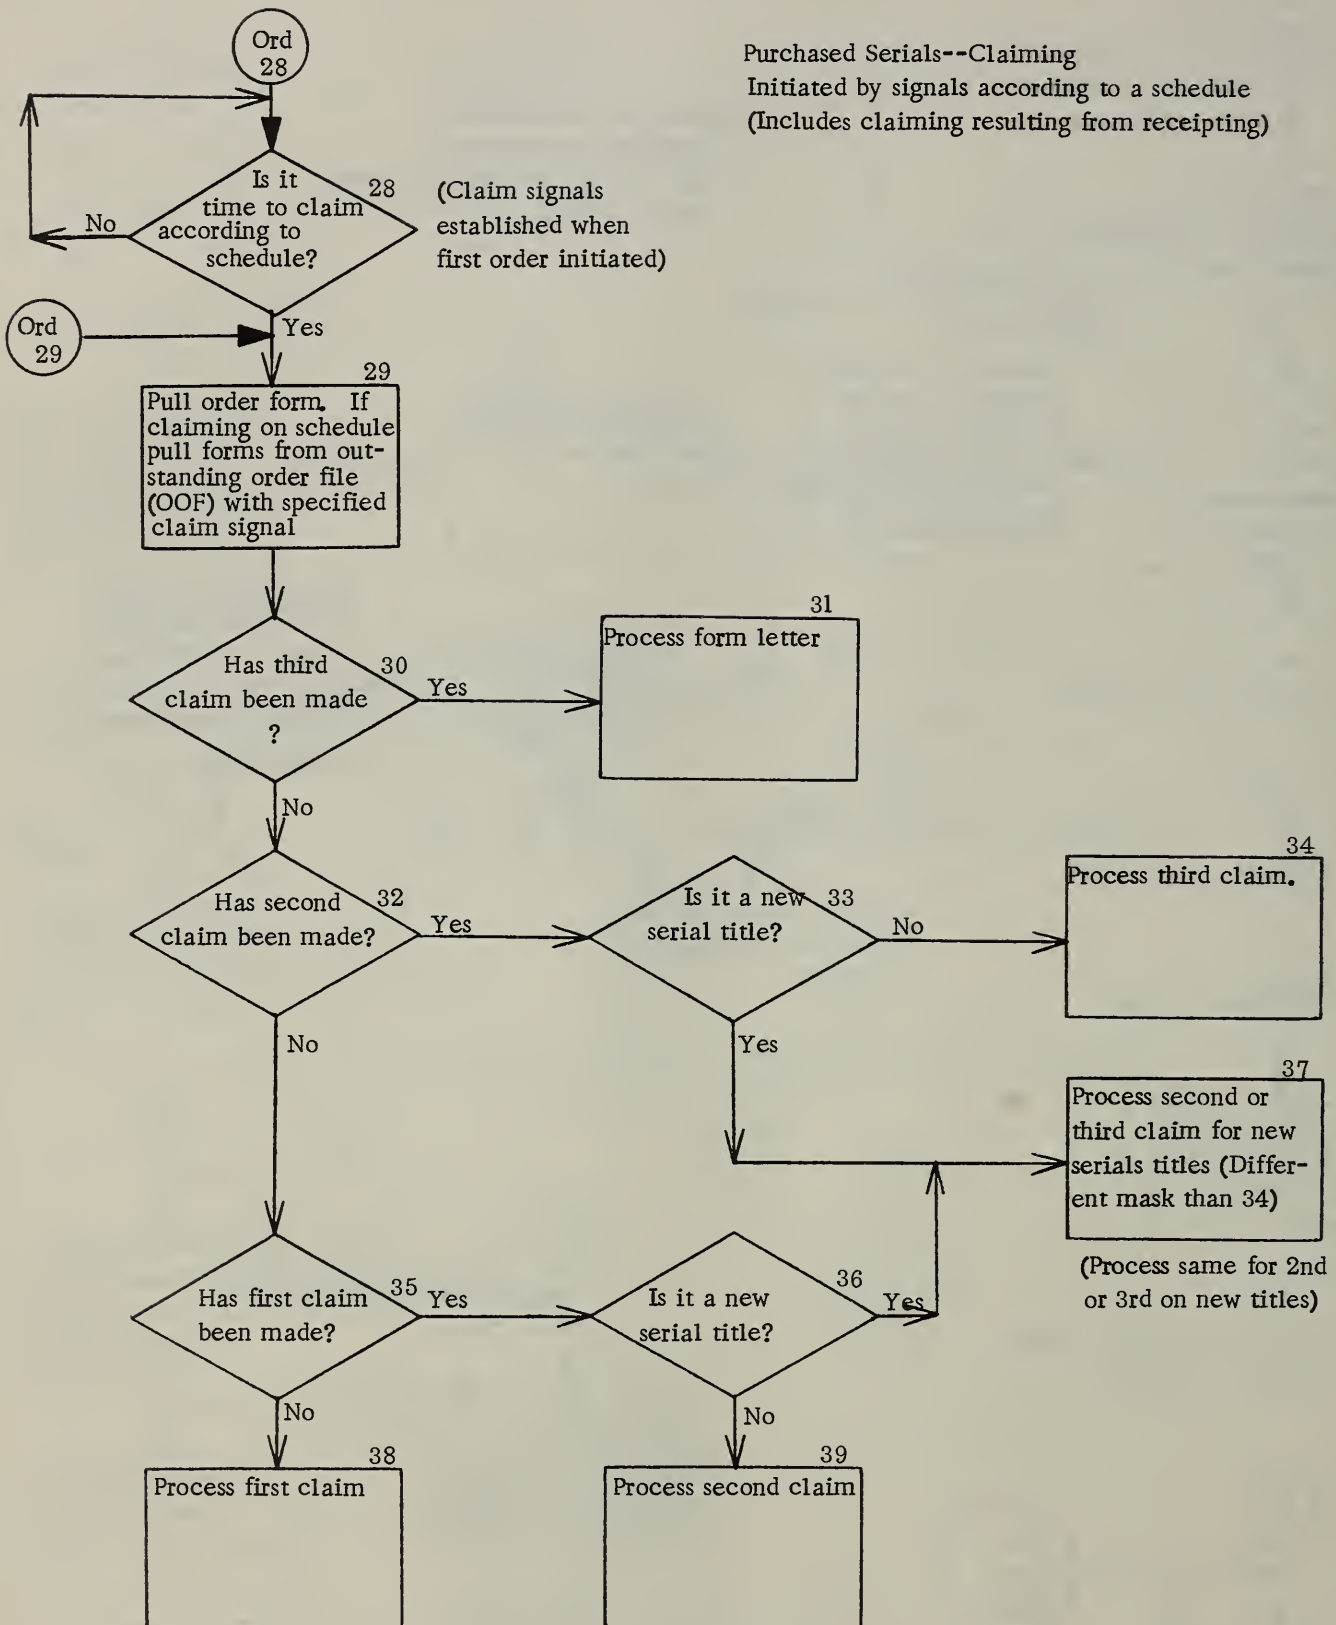 Ord
28
Purchased Serials--Claiming
Initiated by signals according to a schedule
(Includes claiming resulting from receipting)
Is it
time to claim
according to
schedule?
28
(Claim signals
established when
first order initiated)
No
Yes
Ord
29
29
Pull order form. If
claiming on schedule
pull forms from out-
standing order file
(OOF) with specified
claim signal
Has third
claim been made
?
30
Yes
31
Process form letter
No
Has second
claim been made?
32
Yes
Is it a new
serial title?
33
No
34
Process third claim.
No
Yes
37
Process second or
third claim for new
serials titles (Differ-
ent mask than 34)
(Process same for 2nd
or 3rd on new titles)
Has first claim
been made?
35
Yes
Is it a new
serial title?
36
Yes
No
No
38
Process first claim
39
Process second claim